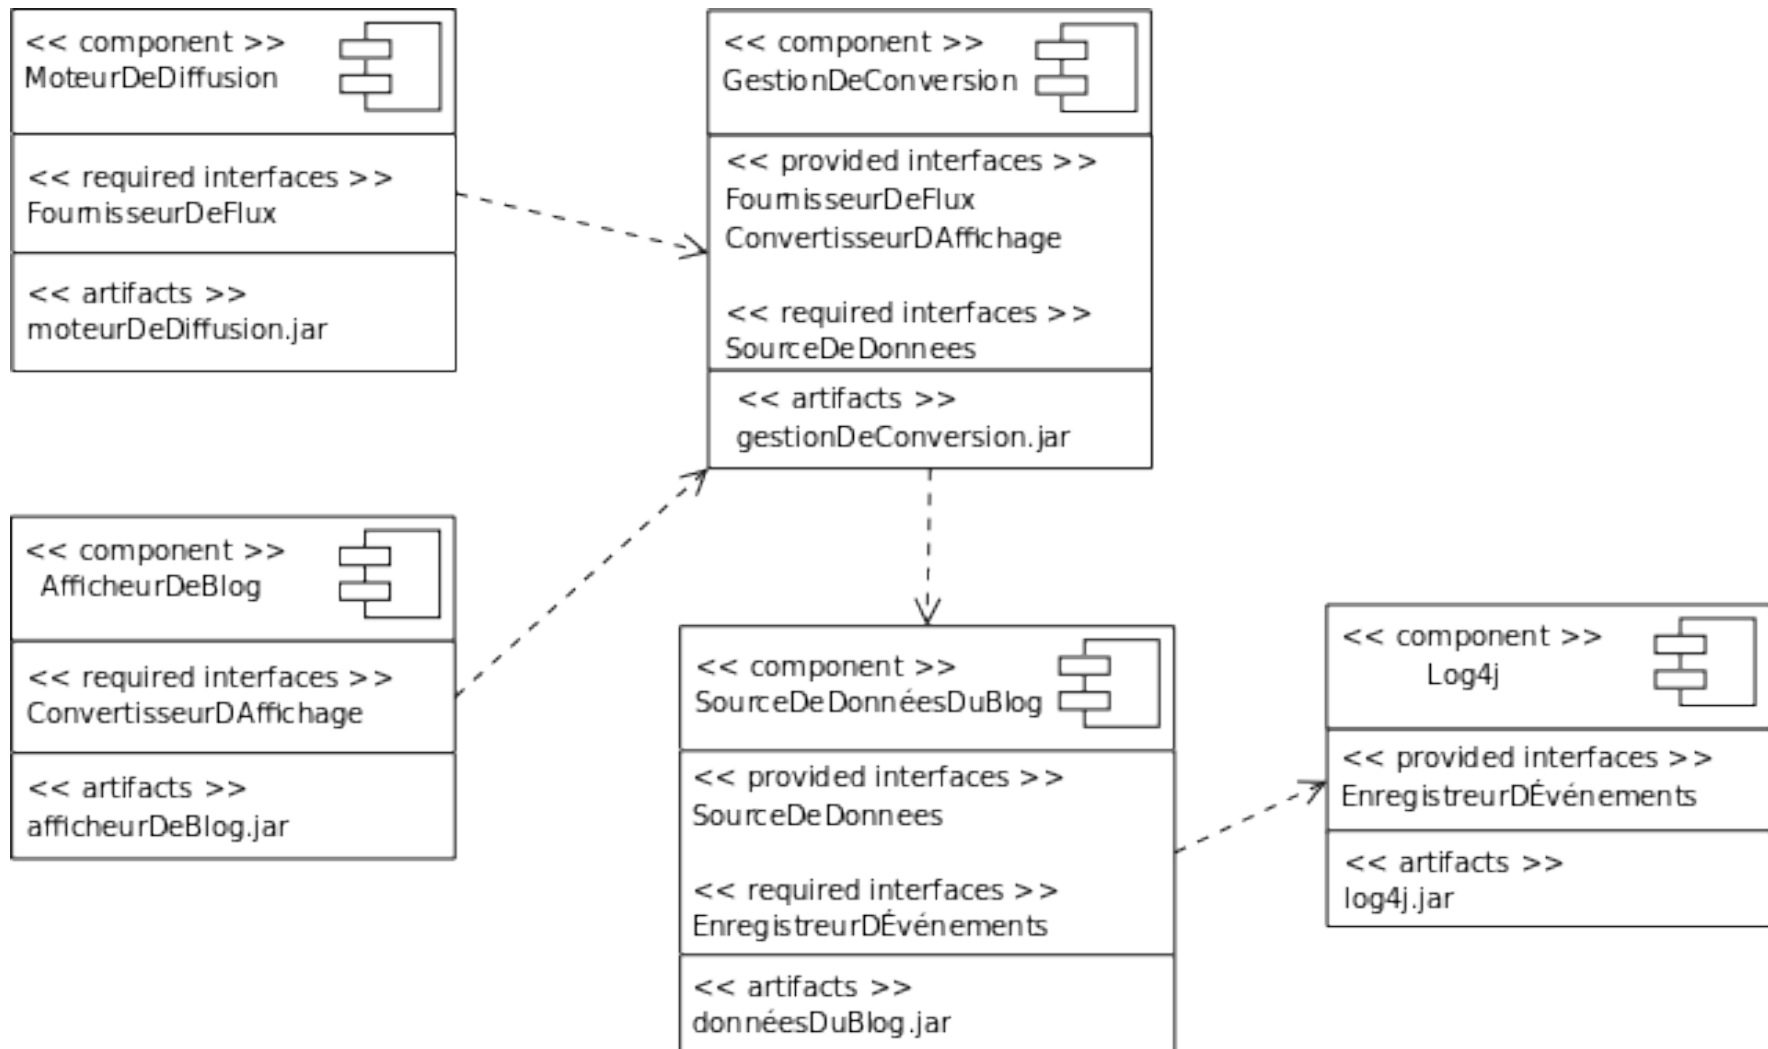 << component >>
MoteurDeDiffusion
<< required interfaces >>
FournisseurDeFlux
<< artifacts >>
moteurDeDiffusion.jar
<< component >>
GestionDeConversion
<< provided interfaces >>
FournisseurDeFlux
ConvertisseurDAffichage
<< required interfaces >>
SourceDeDonnees
<< artifacts >>
gestionDeConversion.jar
<< component >>
AfficheurDeBlog
<< required interfaces >>
ConvertisseurDAffichage
<< artifacts >>
afficheurDeBlog.jar
<< component >>
SourceDeDonnéesDuBlog
<< provided interfaces >>
SourceDeDonnees
<< required interfaces >>
EnregistreurDÉvénements
<< artifacts >>
donnéesDuBlog.jar
<< component >>
Log4j
<< provided interfaces >>
EnregistreurDÉvénements
<< artifacts >>
log4j.jar